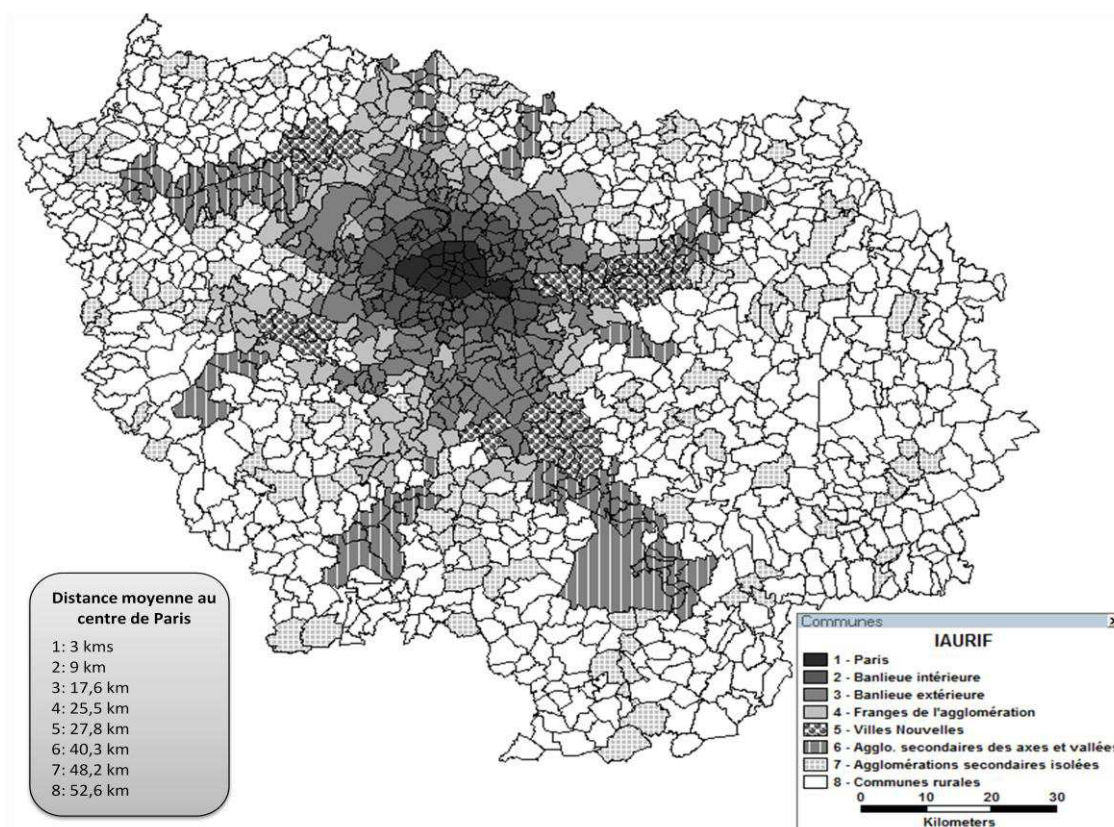 Distance moyenne au
centre de Paris
1: 3 kms
2: 9 km
3: 17,6 km
4: 25,5 km
5: 27,8 km
6: 40,3 km
7: 48,2 km
8: 52,6 km
Communes
IAURIF
1 - Paris
2 - Banlieue intérieure
3 - Banlieue extérieure
4 - Franges de l'agglomération
5 - Villes Nouvelles
6 - Agglo. secondaires des axes et vallées
7 - Agglomérations secondaires isolées
8 - Communes rurales
0 10 20 30
Kilometers